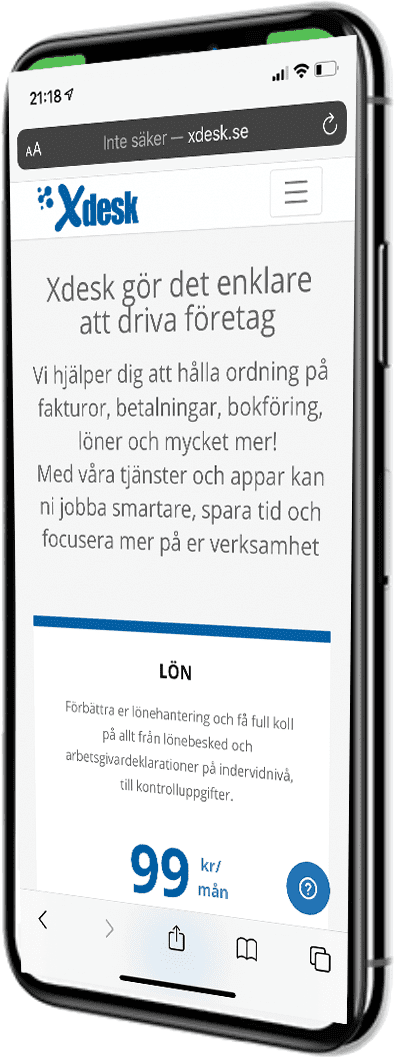 21:18
AA Inte säker — xdesk.se
Xdesk
Xdesk gör det enklare
att driva företag
Vi hjälper dig att hålla ordning på
fakturor, betalningar, bokföring,
löner och mycket mer!
Med våra tjänster och appar kan
ni jobba smartare, spara tid och
focusera mer på er verksamhet
LÖN
Förbättra er lönehantering och få full koll
på allt från lönebesked och
arbetsgivardeklarationer på indervidnivå,
till kontrolluppgifter.
99 kr/
mån